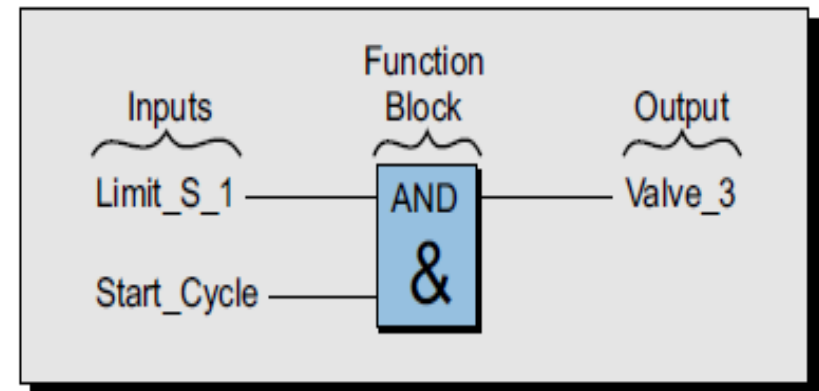 Function
Inputs Block Output
Limit_S_1 AND Valve_3
Start_Cycle &